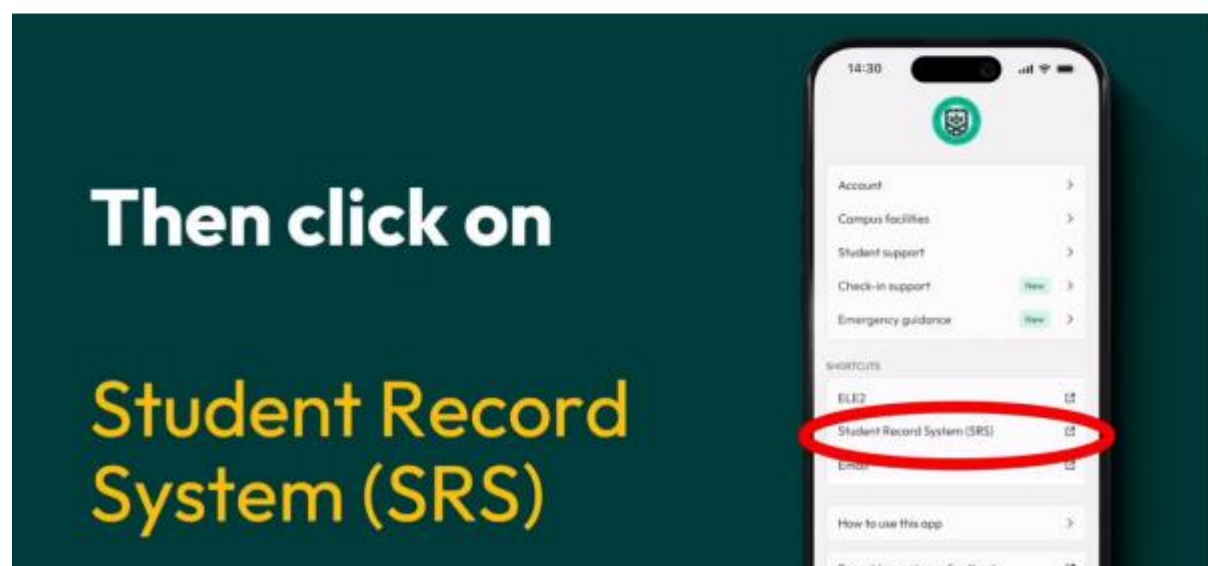 Then click on
Student Record
System (SRS)
14:30
Account
Campus facilities
Student support
Check-in support New
Emergency guidance New
SHORTCUTS
ELE2
Student Record System (SRS)
Email
How to use this app